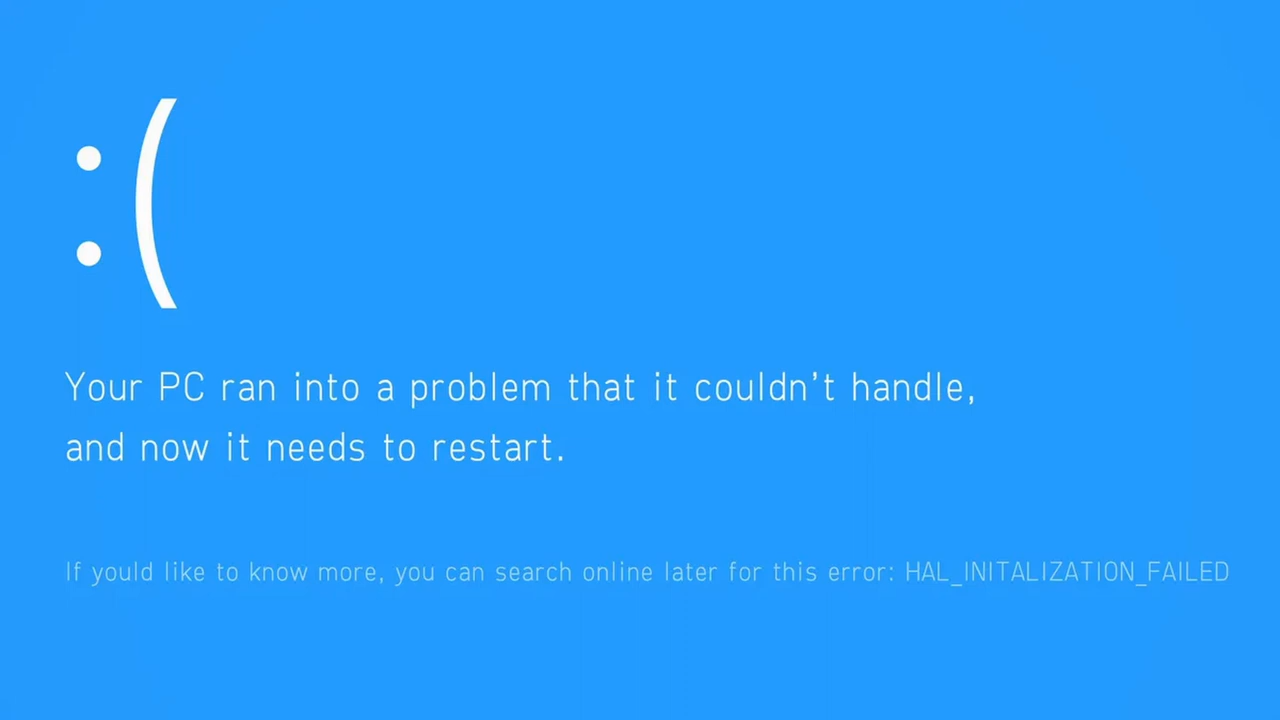 :(
Your PC ran into a problem that it couldn't handle,
and now it needs to restart.
If yould like to know more, you can search online later for this error: HAL_INITALIZATION_FAILED